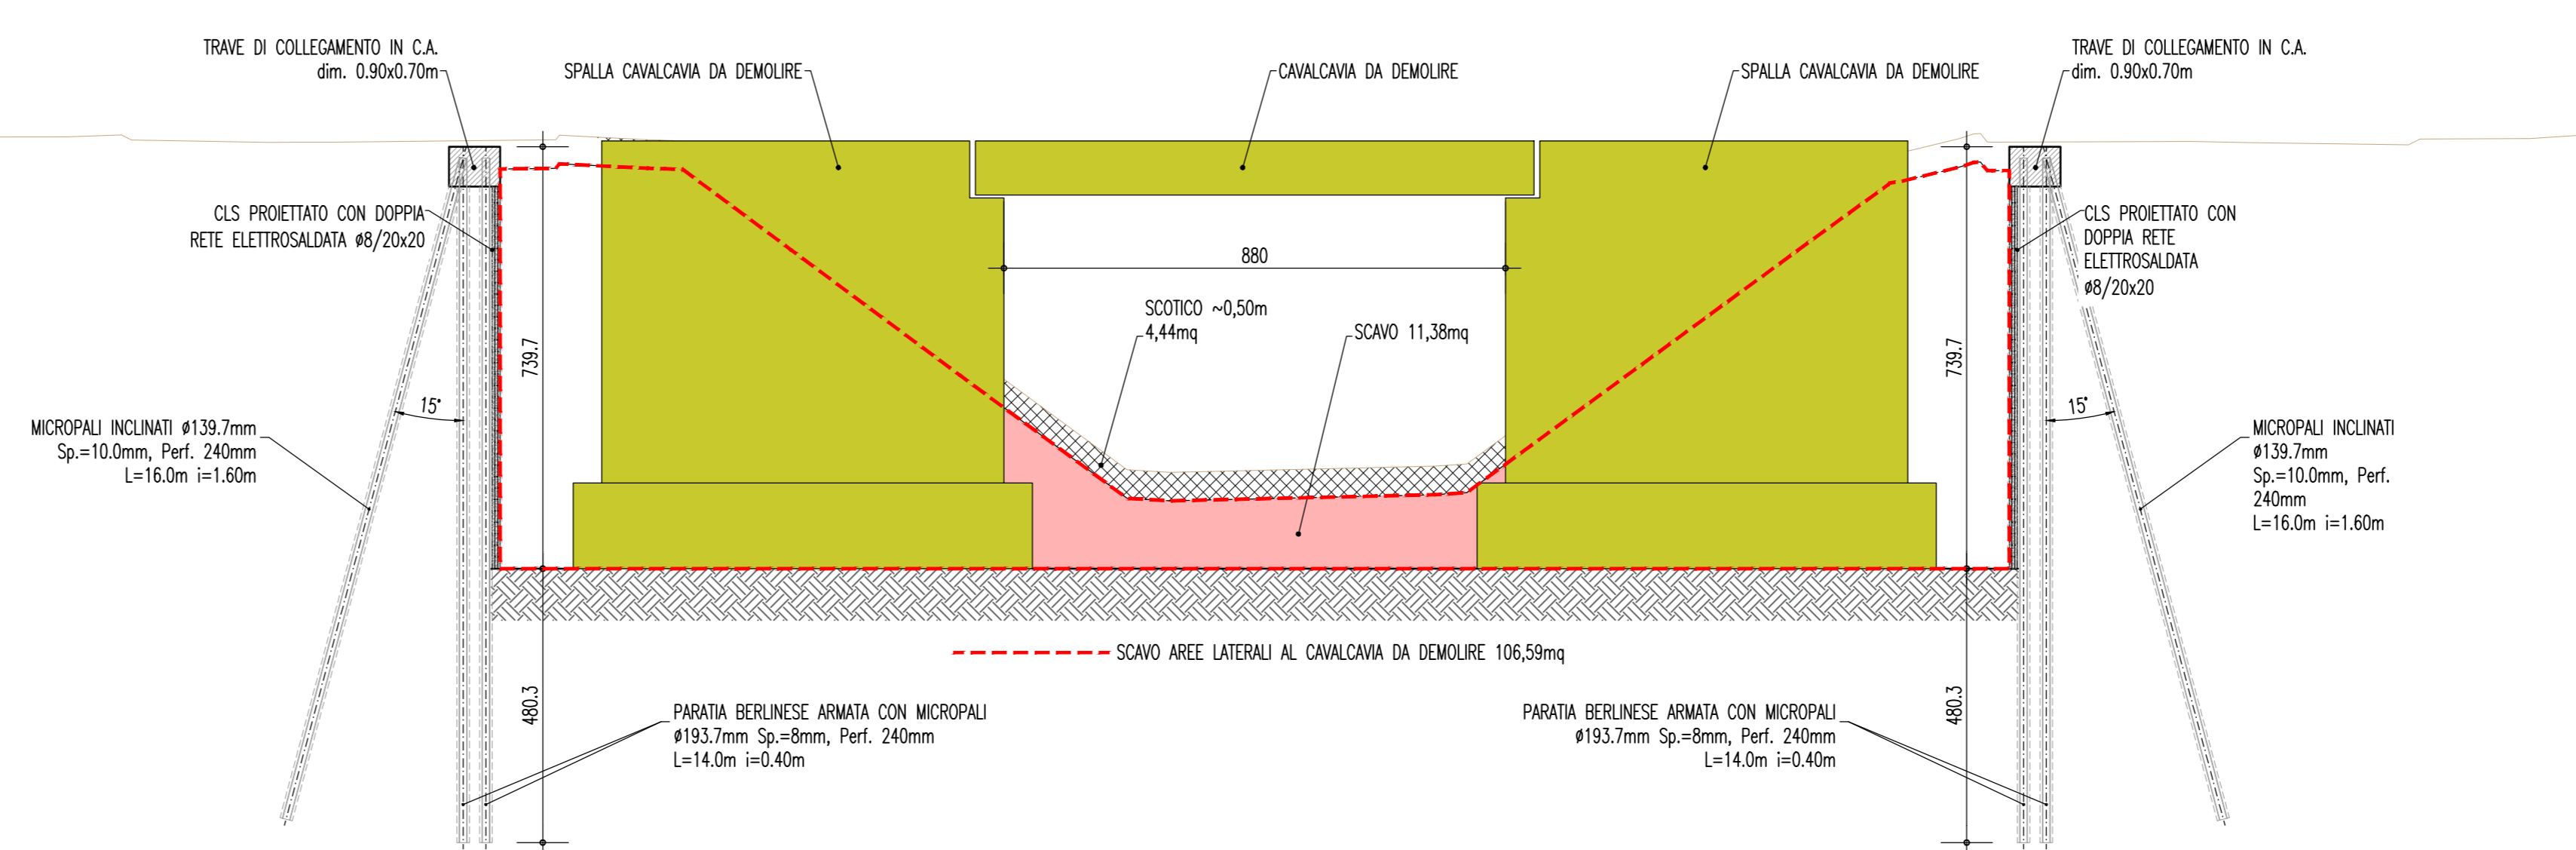 TRAVE DI COLLEGAMENTO IN C.A.
dim. 0.90x0.70m
SPALLA CAVALCAVIA DA DEMOLIRE
CAVALCAVIA DA DEMOLIRE
SPALLA CAVALCAVIA DA DEMOLIRE
TRAVE DI COLLEGAMENTO IN C.A.
dim. 0.90x0.70m
CLS PROIETTATO CON DOPPIA
RETE ELETTROSALDATA ø8/20x20
CLS PROIETTATO CON
DOPPIA RETE
ELETTROSALDATA
ø8/20x20
880
SCOTICO ~0,50m
4,44mq
SCAVO 11,38mq
739.7
739.7
15°
15°
MICROPALI INCLINATI ø139.7mm
Sp.=10.0mm, Perf. 240mm
L=16.0m i=1.60m
MICROPALI INCLINATI
ø139.7mm
Sp.=10.0mm, Perf.
240mm
L=16.0m i=1.60m
SCAVO AREE LATERALI AL CAVALCAVIA DA DEMOLIRE 106,59mq
480.3
480.3
PARATIA BERLINESE ARMATA CON MICROPALI
ø193.7mm Sp.=8mm, Perf. 240mm
L=14.0m i=0.40m
PARATIA BERLINESE ARMATA CON MICROPALI
ø193.7mm Sp.=8mm, Perf. 240mm
L=14.0m i=0.40m